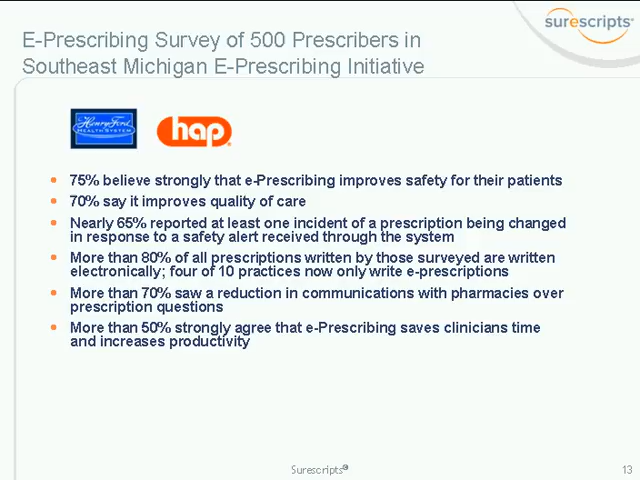 surescripts
E-Prescribing Survey of 500 Prescribers in
Southeast Michigan E-Prescribing Initiative
Henry Ford
HEALTH SYSTEM
hap®
• 75% believe strongly that e-Prescribing improves safety for their patients
• 70% say it improves quality of care
• Nearly 65% reported at least one incident of a prescription being changed
in response to a safety alert received through the system
• More than 80% of all prescriptions written by those surveyed are written
electronically; four of 10 practices now only write e-prescriptions
• More than 70% saw a reduction in communications with pharmacies over
prescription questions
• More than 50% strongly agree that e-Prescribing saves clinicians time
and increases productivity
Surescripts®
13